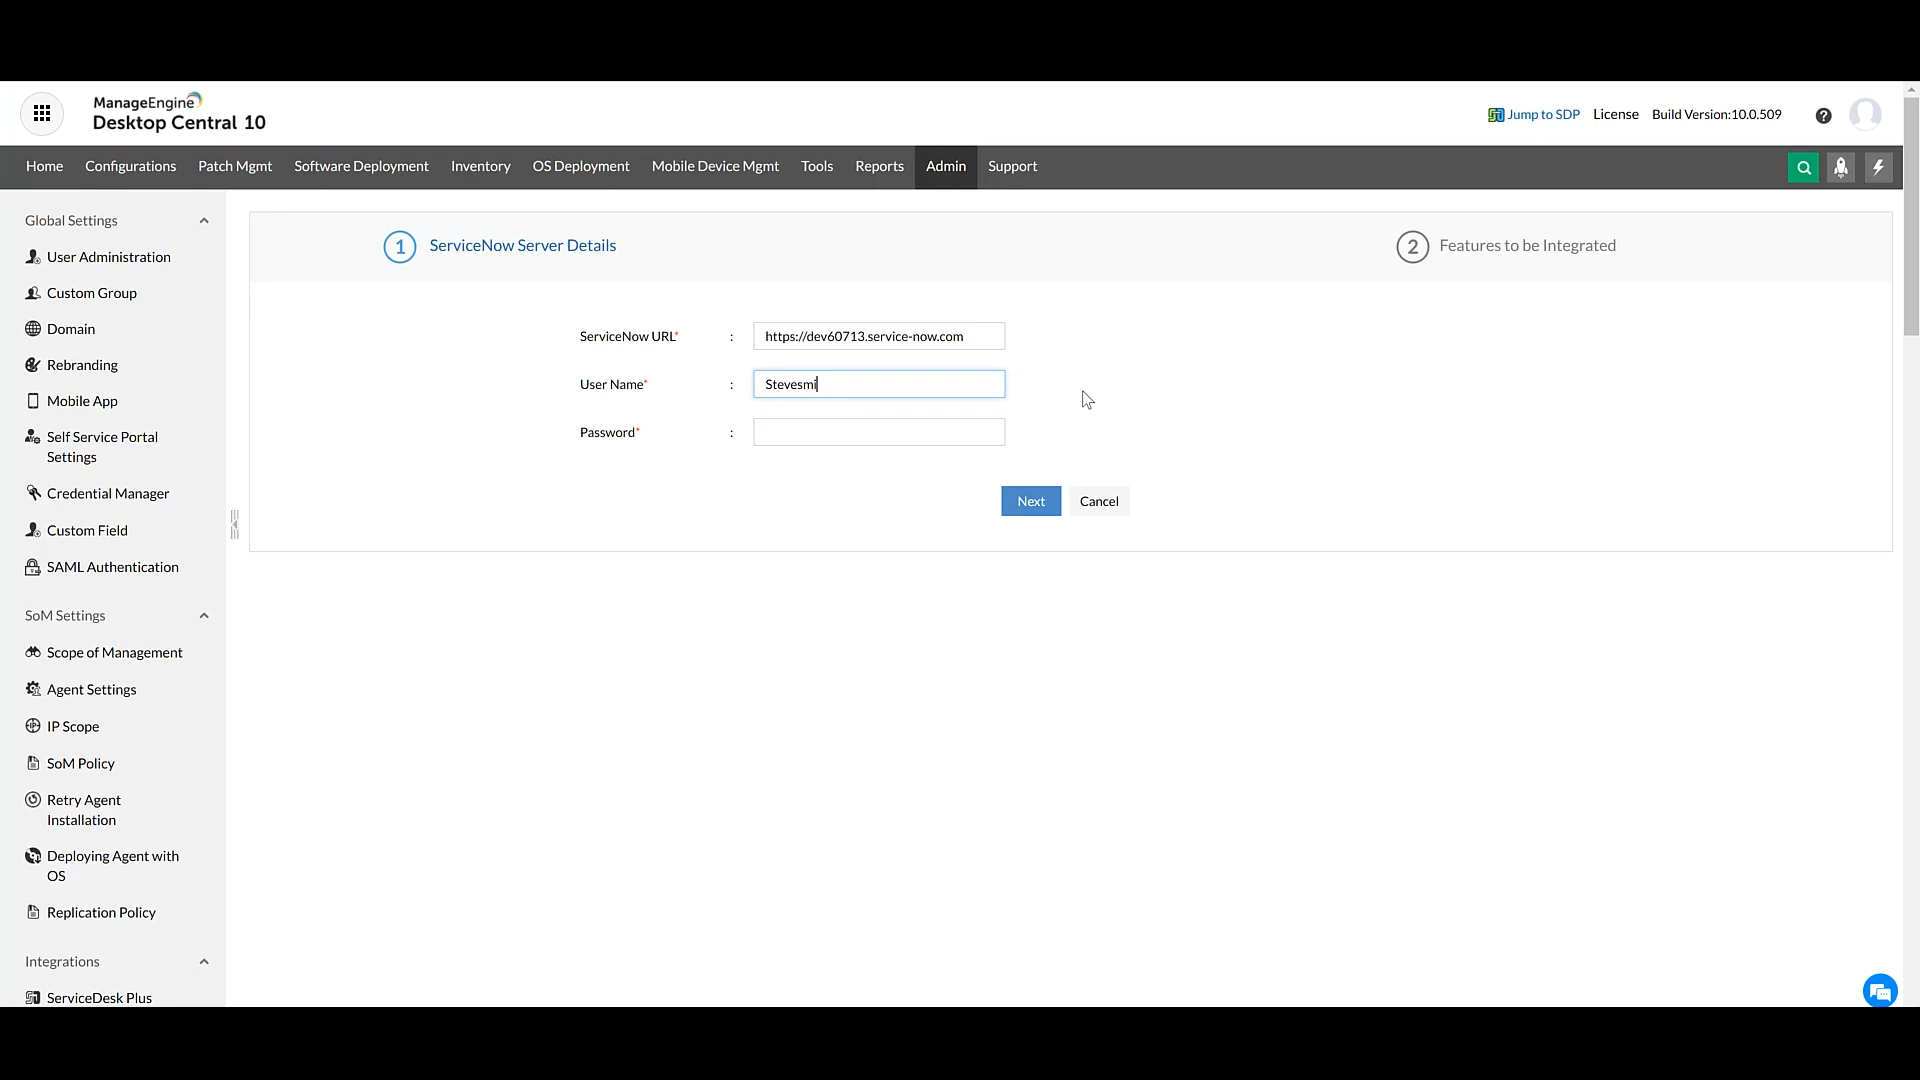 ManageEngine
Desktop Central 10
Jump to SDP License Build Version:10.0.509
Home Configurations Patch Mgmt Software Deployment Inventory OS Deployment Mobile Device Mgmt Tools Reports Admin Support
Global Settings
User Administration
Custom Group
Domain
Rebranding
Mobile App
Self Service Portal
Settings
Credential Manager
Custom Field
SAML Authentication
SoM Settings
Scope of Management
Agent Settings
IP Scope
SoM Policy
Retry Agent
Installation
Deploying Agent with
OS
Replication Policy
Integrations
ServiceDesk Plus
1 ServiceNow Server Details
2 Features to be Integrated
ServiceNow URL* : https://dev60713.service-now.com
User Name* : Stevesmi
Password* :
Next Cancel